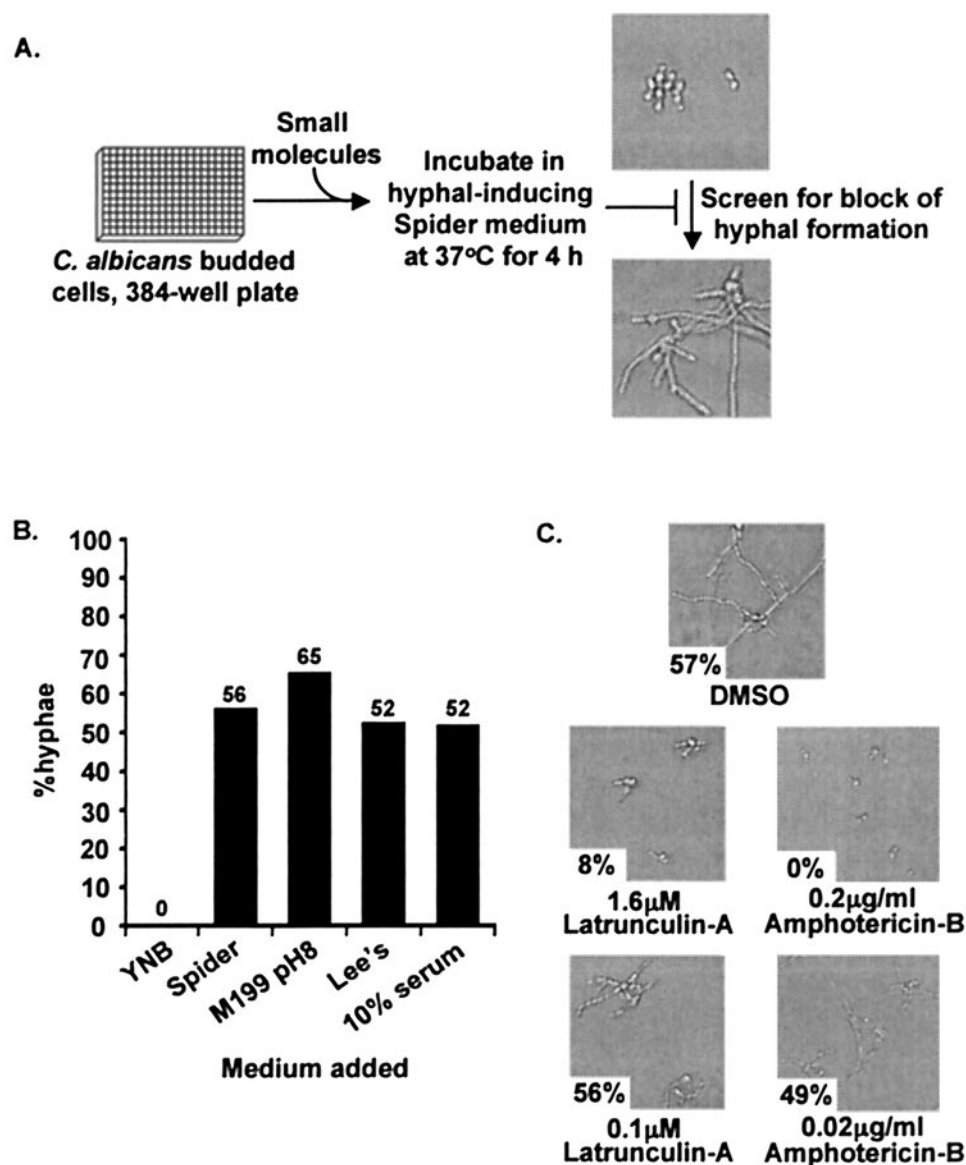 A.
Small
molecules
C. albicans budded
cells, 384-well plate
Incubate in
hyphal-inducing
Spider medium
at 37°C for 4 h
Screen for block of
hyphal formation
B.
%hyphae
100
90
80
70
60
50
40
30
20
10
0
0
56
65
52
52
YNB
Spider
M199 pH8
Lee's
10% serum
Medium added
C.
57%
DMSO
8%
1.6μM
Latrunculin-A
0%
0.2μg/ml
Amphotericin-B
56%
0.1μM
Latrunculin-A
49%
0.02μg/ml
Amphotericin-B